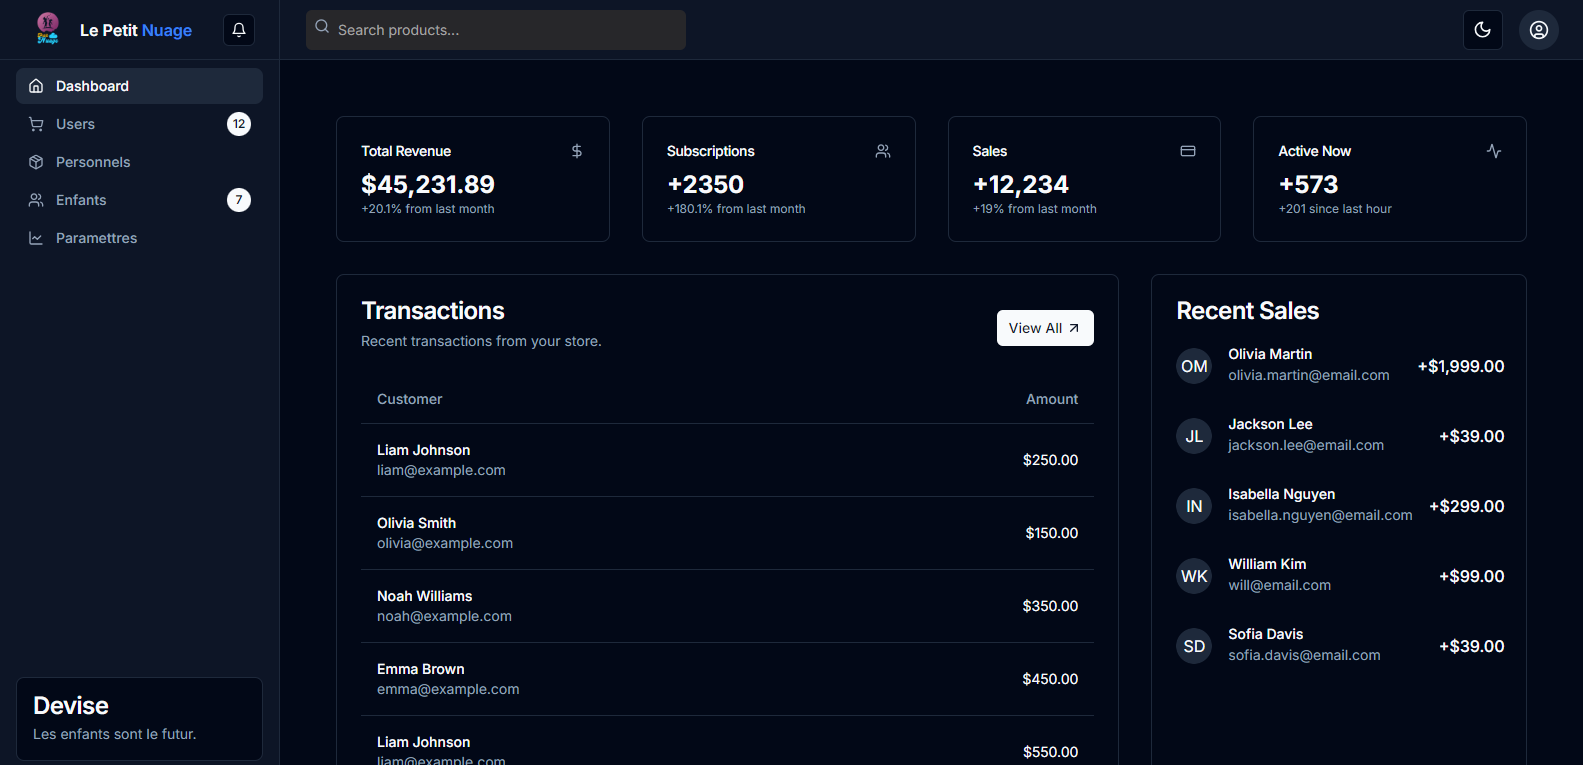 Le Petit Nuage
Search products...
Dashboard
Users
12
Personnels
Enfants
7
Paramettres
Devise
Les enfants sont le futur.
Total Revenue
$45,231.89
+20.1% from last month
Subscriptions
+2350
+180.1% from last month
Sales
+12,234
+19% from last month
Active Now
+573
+201 since last hour
Transactions
Recent transactions from your store.
View All
Customer Amount
Liam Johnson
liam@example.com
$250.00
Olivia Smith
olivia@example.com
$150.00
Noah Williams
noah@example.com
$350.00
Emma Brown
emma@example.com
$450.00
Liam Johnson
liam@example.com
$550.00
Recent Sales
OM
Olivia Martin
olivia.martin@email.com
+$1,999.00
JL
Jackson Lee
jackson.lee@email.com
+$39.00
IN
Isabella Nguyen
isabella.nguyen@email.com
+$299.00
WK
William Kim
will@email.com
+$99.00
SD
Sofia Davis
sofia.davis@email.com
+$39.00